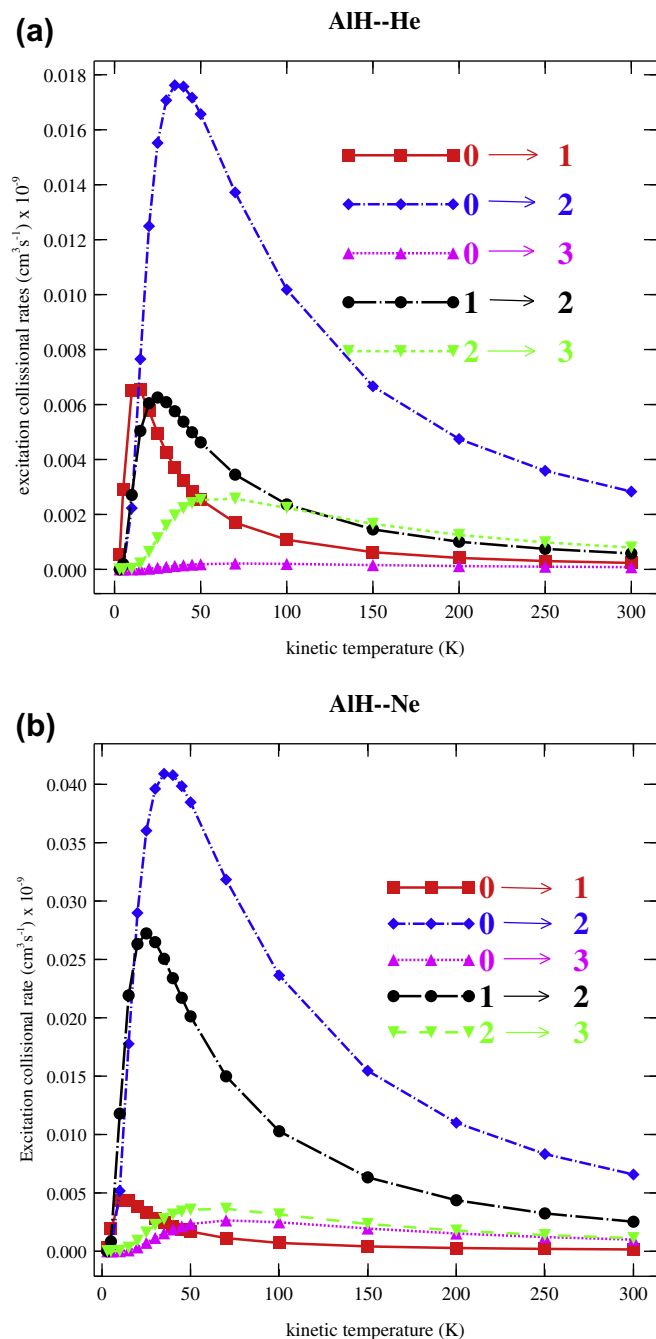 (a)
AlH--He
excitation collissional rates (cm³s⁻¹) x 10⁻⁹
0.018
0.016
0.014
0.012
0.010
0.008
0.006
0.004
0.002
0.000
0 → 1
0 → 2
0 → 3
1 → 2
2 → 3
0 50 100 150 200 250 300
kinetic temperature (K)
(b)
AlH--Ne
Excitation collisional rate (cm³s⁻¹) x 10⁻⁹
0.040
0.035
0.030
0.025
0.020
0.015
0.010
0.005
0.000
0 → 1
0 → 2
0 → 3
1 → 2
2 → 3
0 50 100 150 200 250 300
kinetic temperature (K)